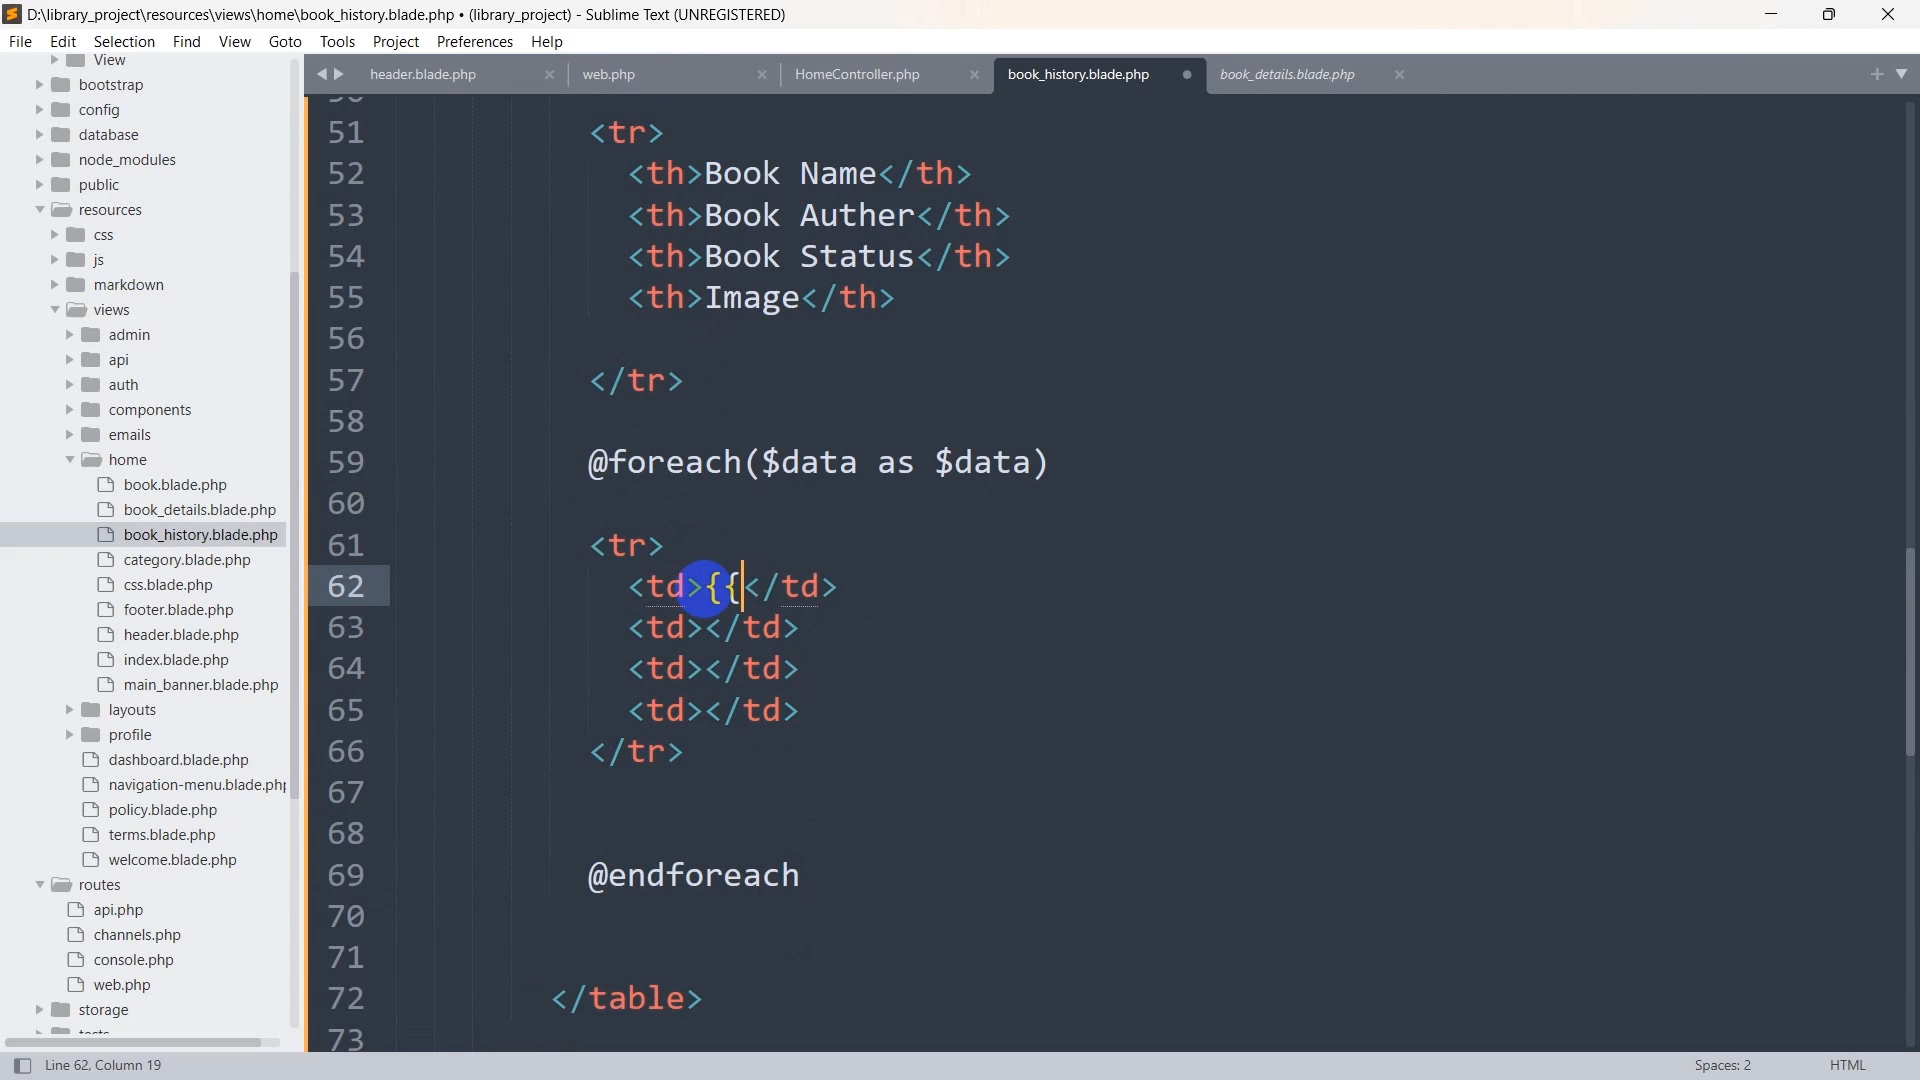 D:\library_project\resources\views\home\book_history.blade.php • (library_project) - Sublime Text (UNREGISTERED)
File Edit Selection Find View Goto Tools Project Preferences Help
View
bootstrap
config
database
node_modules
public
resources
css
js
markdown
views
admin
api
auth
components
emails
home
book.blade.php
book_details.blade.php
book_history.blade.php
category.blade.php
css.blade.php
footer.blade.php
header.blade.php
index.blade.php
main_banner.blade.php
layouts
profile
dashboard.blade.php
navigation-menu.blade.php
policy.blade.php
terms.blade.php
welcome.blade.php
routes
api.php
channels.php
console.php
web.php
storage
tests
header.blade.php web.php HomeController.php book_history.blade.php book_details.blade.php
50
51 <tr>
52 <th>Book Name</th>
53 <th>Book Auther</th>
54 <th>Book Status</th>
55 <th>Image</th>
56
57 </tr>
58
59 @foreach($data as $data)
60
61 <tr>
62 <td>{{</td>
63 <td></td>
64 <td></td>
65 <td></td>
66 </tr>
67
68
69 @endforeach
70
71
72 </table>
73
Line 62, Column 19 Spaces: 2 HTML